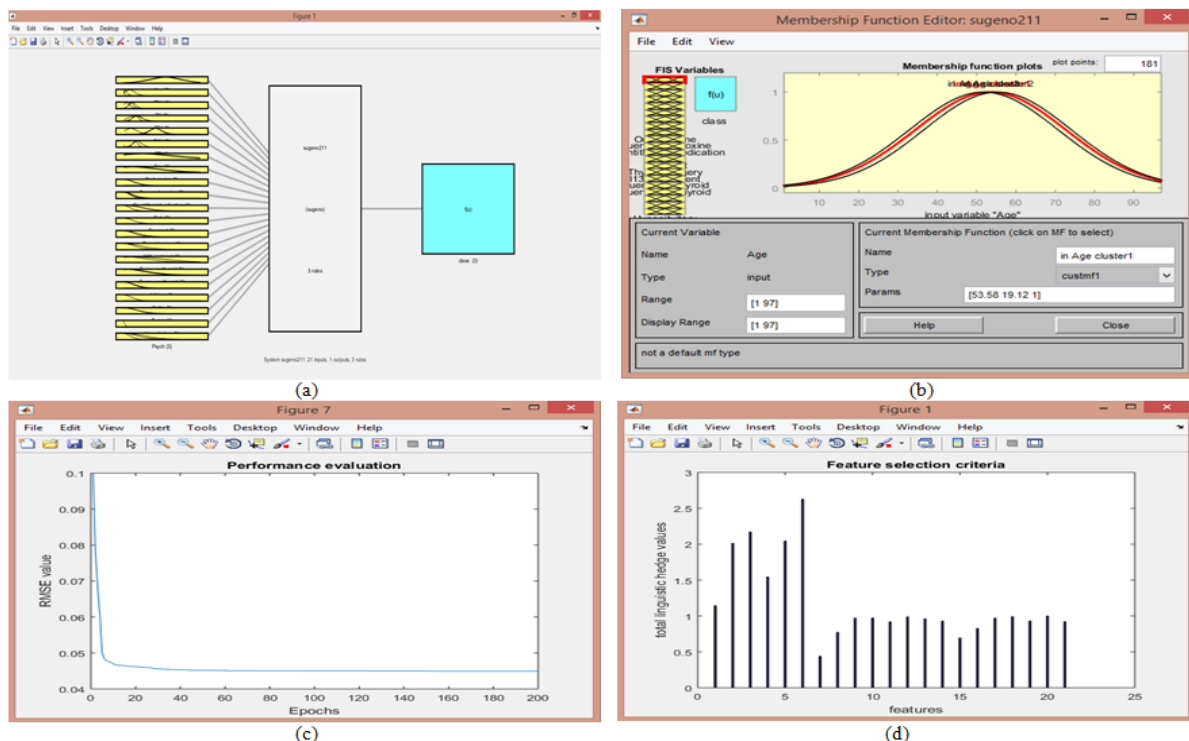 Figure 1
File Edit View Insert Tools Desktop Window Help
sugeno211
(sugeno)
3 rules
f(u)
class (3)
Psych (3)
System sugeno211: 21 inputs, 1 outputs, 3 rules
(a)
Membership Function Editor: sugeno211
File Edit View
FIS Variables
f(u)
class
Membership function plots
plot points:
181
1
0.5
0
10 20 30 40 50 60 70 80 90
input variable "Age"
Current Variable
Name Age
Type input
Range [1 97]
Display Range [1 97]
Current Membership Function (click on MF to select)
Name in Age cluster1
Type custmf1
Params [53.58 19.12 1]
Help Close
not a default mf type
(b)
Figure 7
File Edit View Insert Tools Desktop Window Help
Performance evaluation
RMSE value
0.1
0.09
0.08
0.07
0.06
0.05
0.04
0 20 40 60 80 100 120 140 160 180 200
Epochs
(c)
Figure 1
File Edit View Insert Tools Desktop Window Help
Feature selection criteria
total linguistic hedge values
3
2.5
2
1.5
1
0.5
0
0 5 10 15 20 25
features
(d)